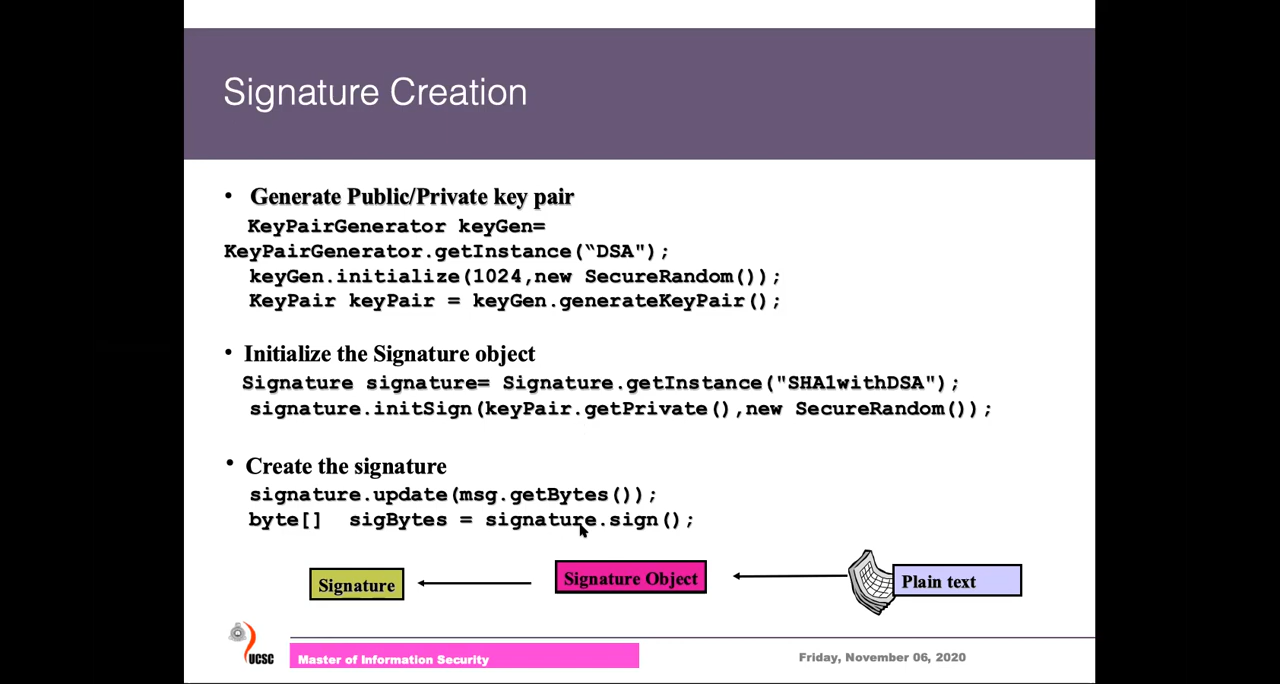 Signature Creation
• Generate Public/Private key pair
KeyPairGenerator keyGen=
KeyPairGenerator.getInstance(“DSA");
keyGen.initialize(1024,new SecureRandom());
KeyPair keyPair = keyGen.generateKeyPair();
• Initialize the Signature object
Signature signature= Signature.getInstance("SHA1withDSA");
signature.initSign(keyPair.getPrivate(),new SecureRandom());
• Create the signature
signature.update(msg.getBytes());
byte[] sigBytes = signature.sign();
Signature
Signature Object
Plain text
UCSC
Master of Information Security
Friday, November 06, 2020